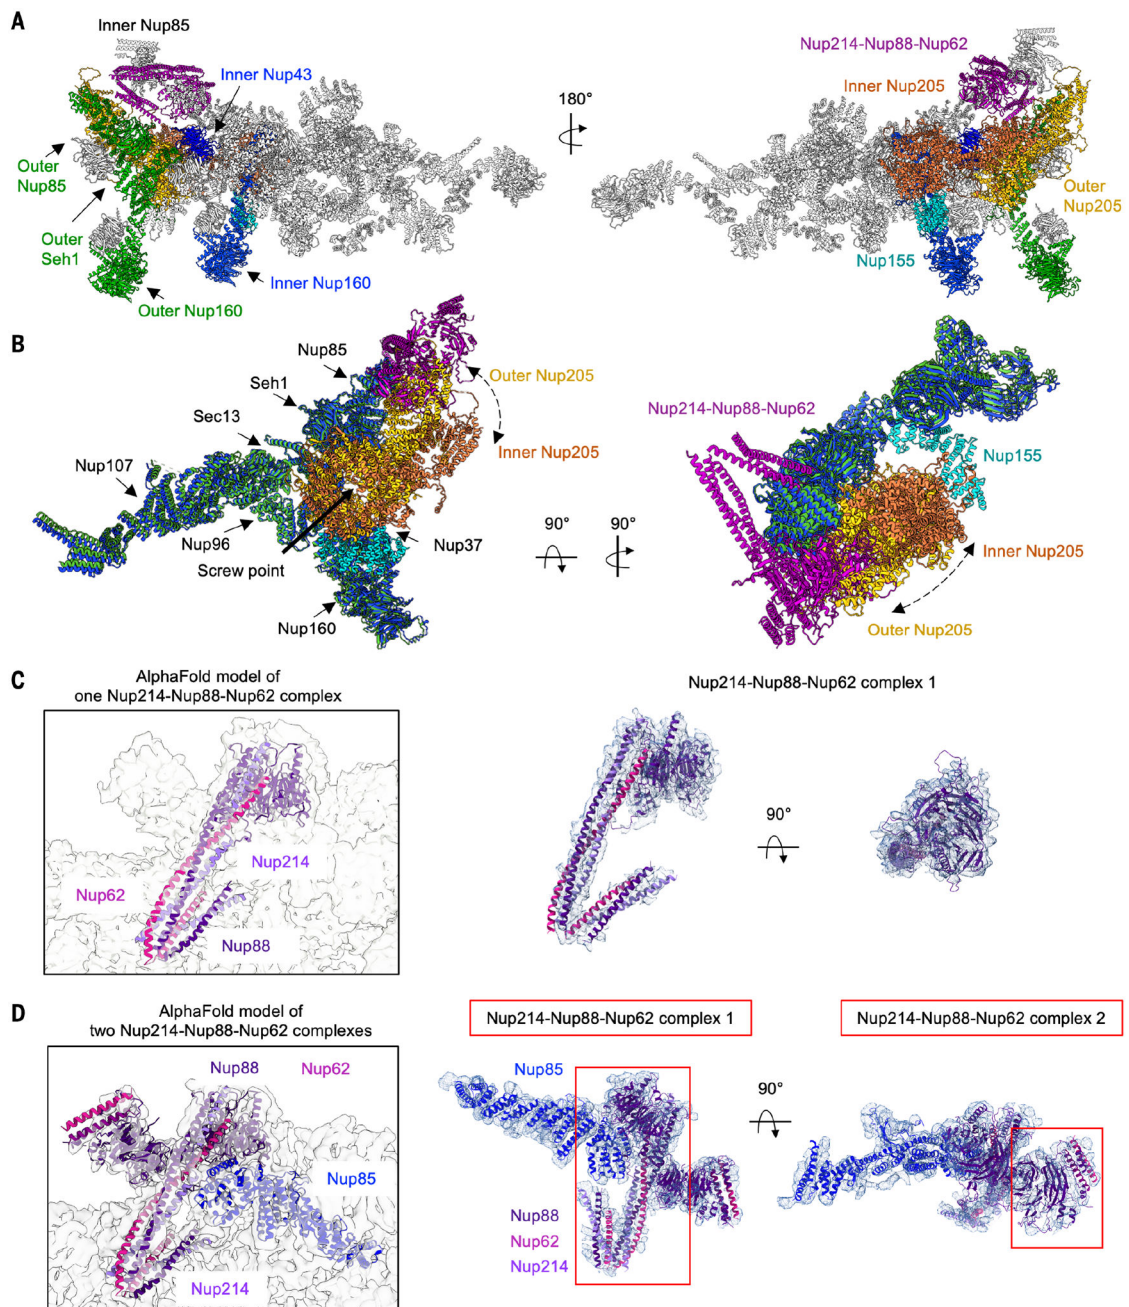 A
Inner Nup85
Inner Nup43
Outer
Nup85
Outer
Seh1
Outer Nup160
Inner Nup160
180°
Nup214-Nup88-Nup62
Inner Nup205
Outer
Nup205
Nup155
B
Nup85
Seh1
Sec13
Nup107
Nup96
Screw point
Nup160
Nup37
Outer Nup205
Inner Nup205
90°
90°
Nup214-Nup88-Nup62
Nup155
Inner Nup205
Outer Nup205
C
AlphaFold model of
one Nup214-Nup88-Nup62 complex
Nup214
Nup62
Nup88
Nup214-Nup88-Nup62 complex 1
90°
D
AlphaFold model of
two Nup214-Nup88-Nup62 complexes
Nup88
Nup62
Nup85
Nup214
Nup214-Nup88-Nup62 complex 1
Nup85
Nup88
Nup62
Nup214
90°
Nup214-Nup88-Nup62 complex 2